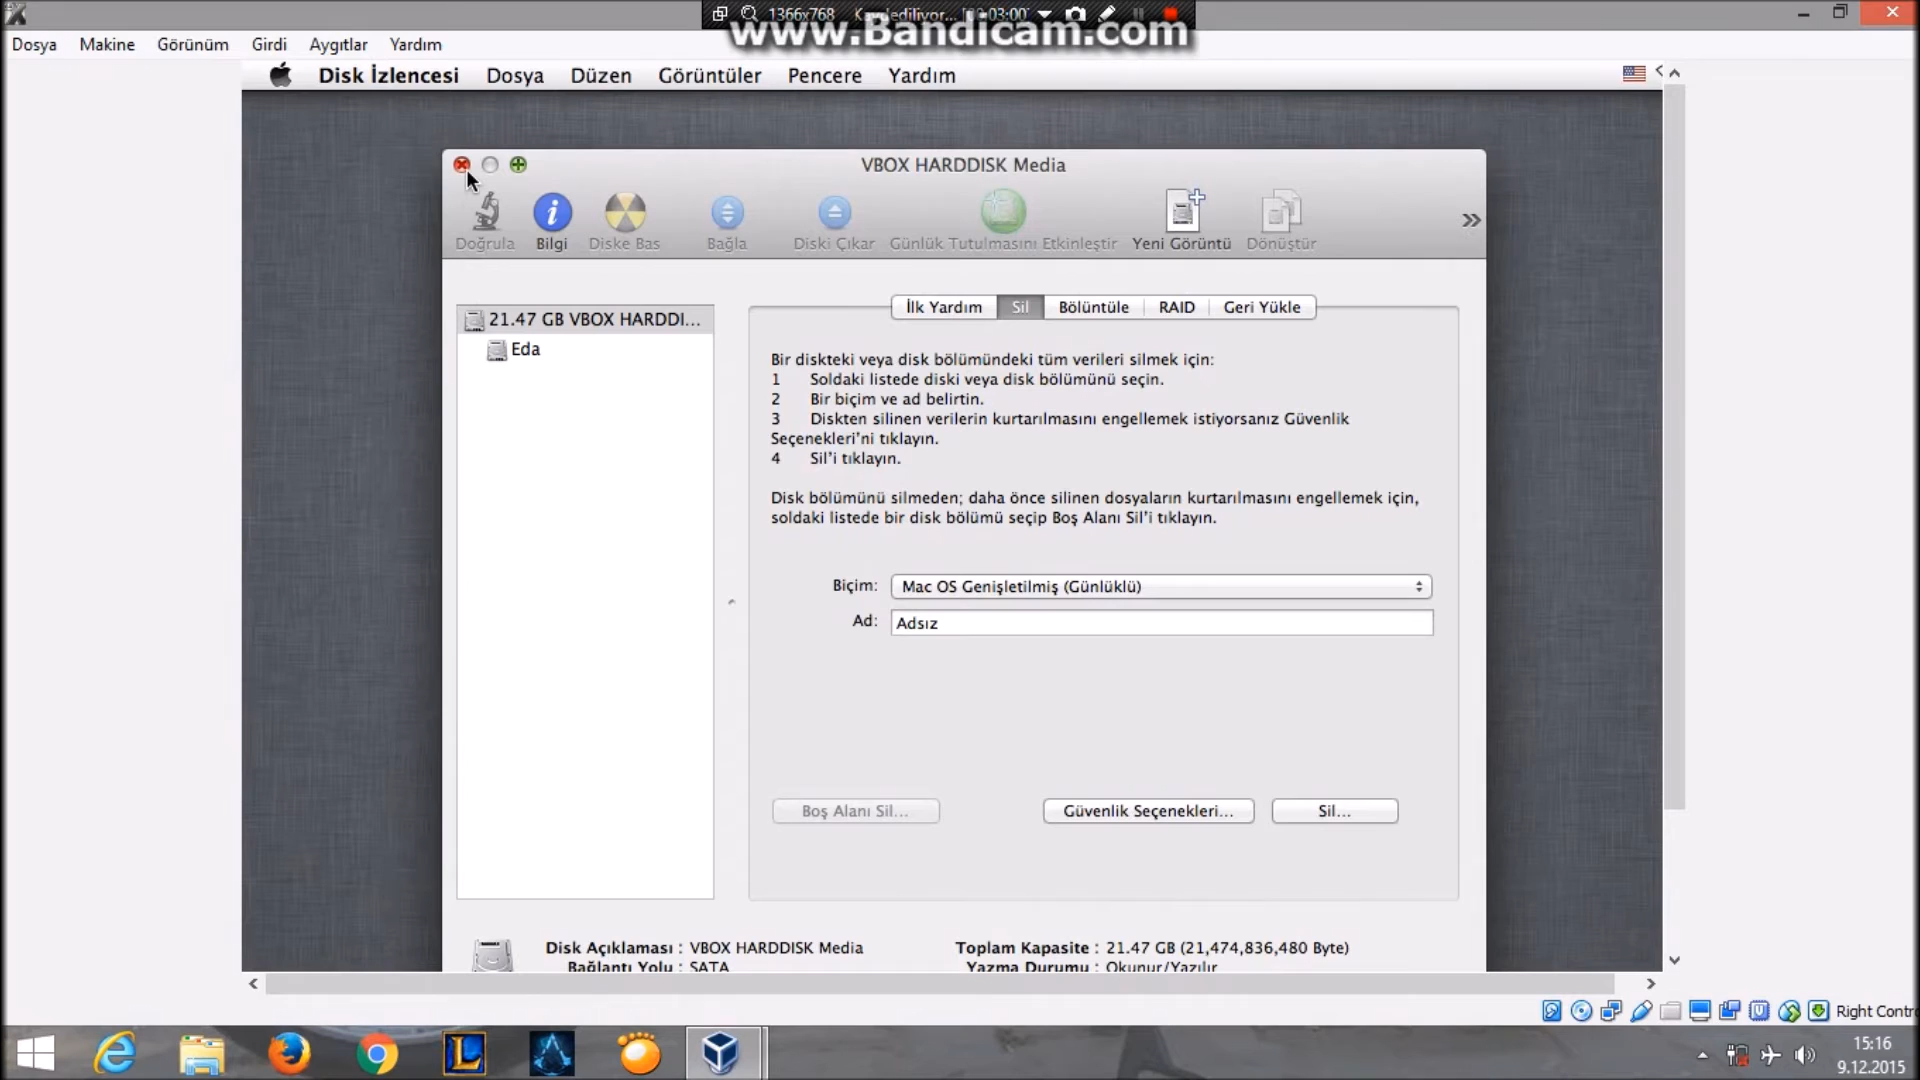 1366x768 Kaydediliyor... [00:03:00]
www.Bandicam.com
Dosya Makine Görünüm Girdi Aygıtlar Yardım
Disk İzlencesi Dosya Düzen Görüntüler Pencere Yardım
VBOX HARDDISK Media
Doğrula Bilgi Diske Bas Bağla Diski Çıkar Günlük Tutulmasını Etkinleştir Yeni Görüntü Dönüştür
21.47 GB VBOX HARDDI...
Eda
İlk Yardım Sil Bölüntüle RAID Geri Yükle
Bir diskteki veya disk bölümündeki tüm verileri silmek için:
1 Soldaki listede diski veya disk bölümünü seçin.
2 Bir biçim ve ad belirtin.
3 Diskten silinen verilerin kurtarılmasını engellemek istiyorsanız Güvenlik
Seçenekleri'ni tıklayın.
4 Sil'i tıklayın.
Disk bölümünü silmeden; daha önce silinen dosyaların kurtarılmasını engellemek için,
soldaki listede bir disk bölümü seçip Boş Alanı Sil'i tıklayın.
Biçim: Mac OS Genişletilmiş (Günlüklü)
Ad: Adsız
Boş Alanı Sil... Güvenlik Seçenekleri... Sil...
Disk Açıklaması : VBOX HARDDISK Media Toplam Kapasite : 21.47 GB (21,474,836,480 Byte)
Bağlantı Yolu : SATA Yazma Durumu : Okunur/Yazılır
Right Contro
15:16
9.12.2015